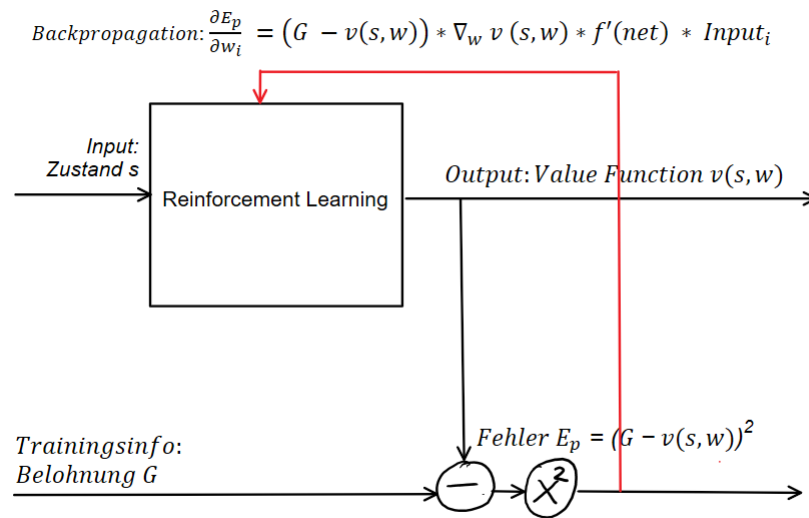 Backpropagation: ∂E_p/∂w_i = (G − v(s,w)) * ∇_w v (s,w) * f′(net) * Input_i
Input:
Zustand s
Reinforcement Learning
Output: Value Function v(s,w)
Trainingsinfo:
Belohnung G
Fehler E_p = (G − v(s,w))²
−
X²